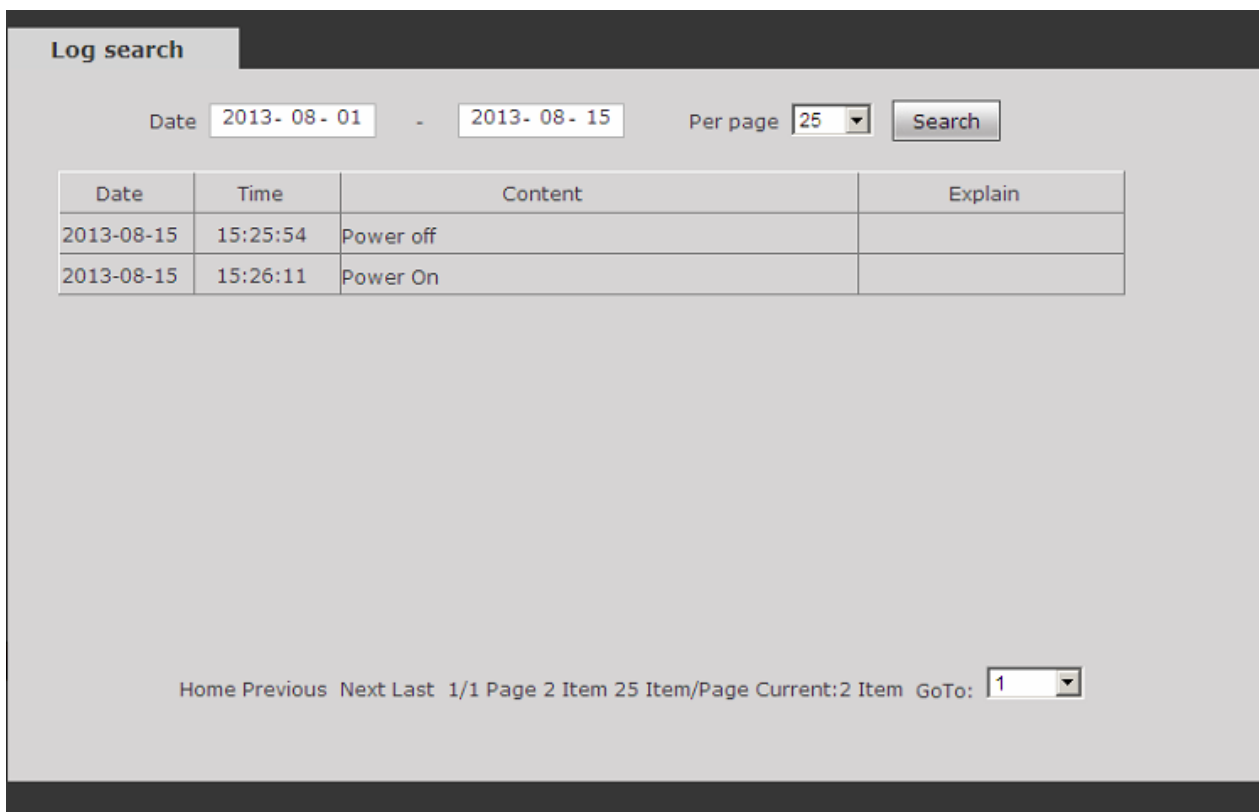 Log search
Date 2013- 08- 01 - 2013- 08- 15 Per page 25 Search
Date Time Content Explain
2013-08-15 15:25:54 Power off
2013-08-15 15:26:11 Power On
Home Previous Next Last 1/1 Page 2 Item 25 Item/Page Current:2 Item GoTo: 1